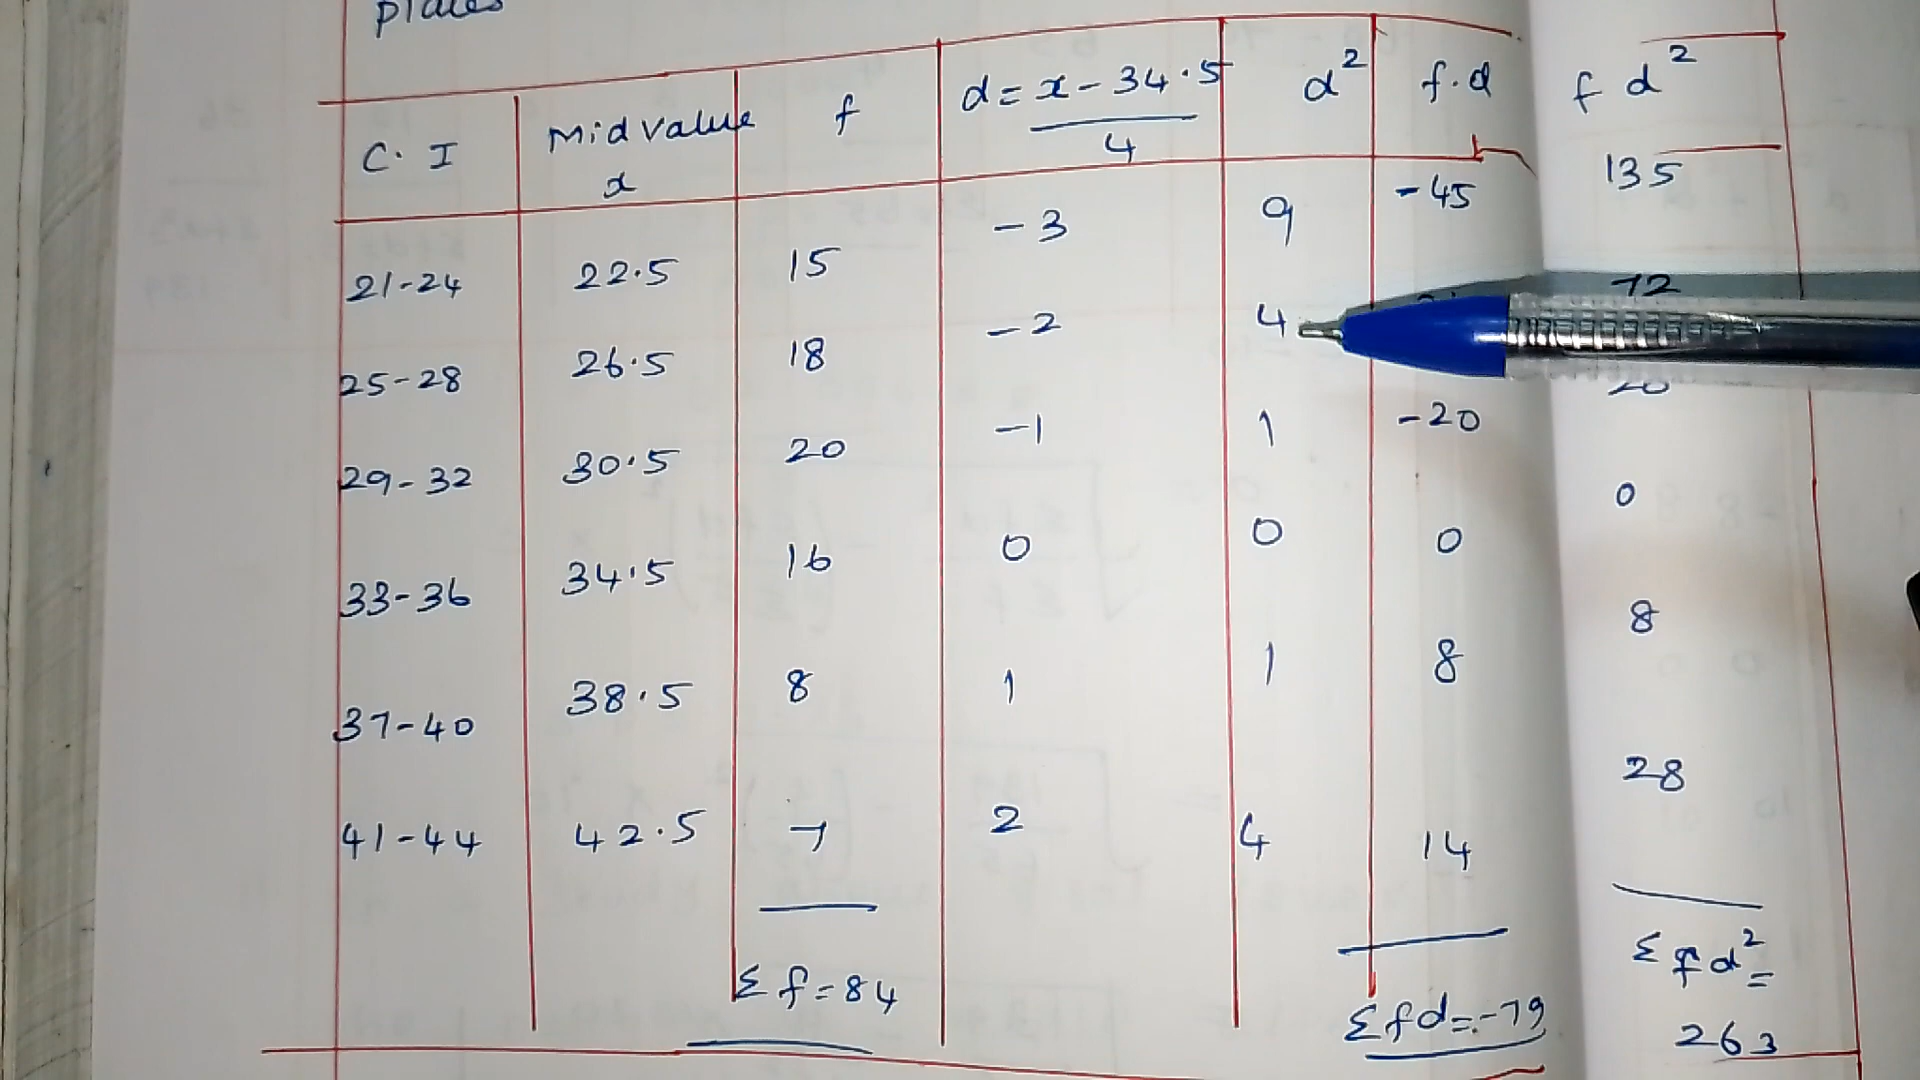 plates
C. I | Mid value x | f | d = x - 34.5 / 4 | d² | f.d | f d²
21-24 | 22.5 | 15 | -3 | 9 | -45 | 135
25-28 | 26.5 | 18 | -2 | 4 | | 72
29-32 | 30.5 | 20 | -1 | 1 | -20 | 20
33-36 | 34.5 | 16 | 0 | 0 | 0 | 0
37-40 | 38.5 | 8 | 1 | 1 | 8 | 8
41-44 | 42.5 | 7 | 2 | 4 | 14 | 28
Σf = 84 | Σfd = -79 | Σfd² = 263